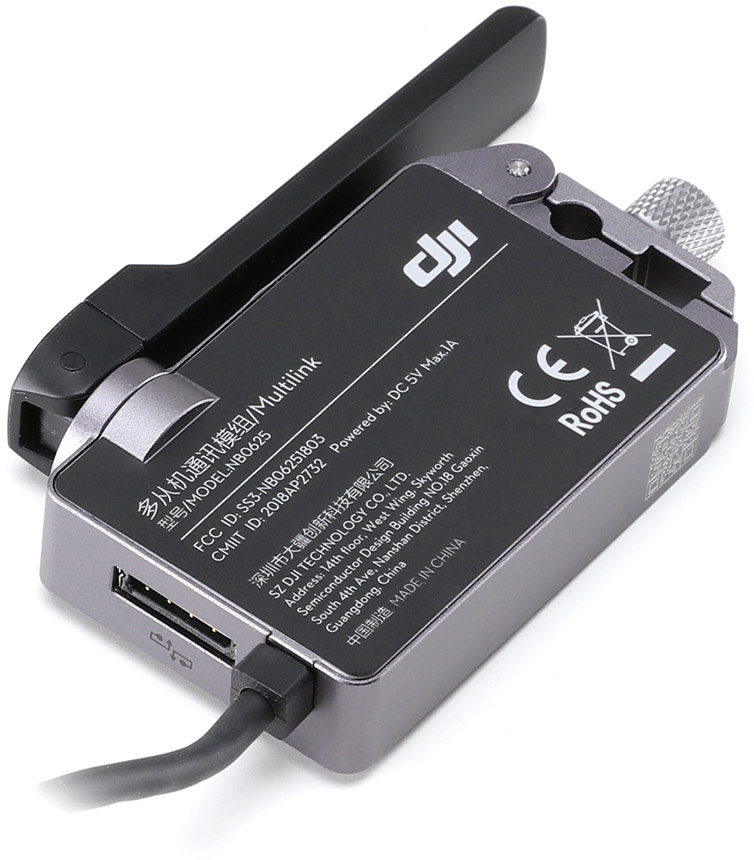 dji
多从机通讯模组/Multilink
型号/MODEL:NB0625
FCC ID: SS3-NB06251803
CMIIT ID: 2018AP2732 Powered by: DC 5V Max.1A
CE
RoHS
深圳市大疆创新科技有限公司
SZ DJI TECHNOLOGY CO., LTD.
Address: 14th floor, West Wing, Skyworth
Semiconductor Design Building NO.18 Gaoxin
South 4th Ave, Nanshan District, Shenzhen,
Guangdong, China
中国制造 MADE IN CHINA